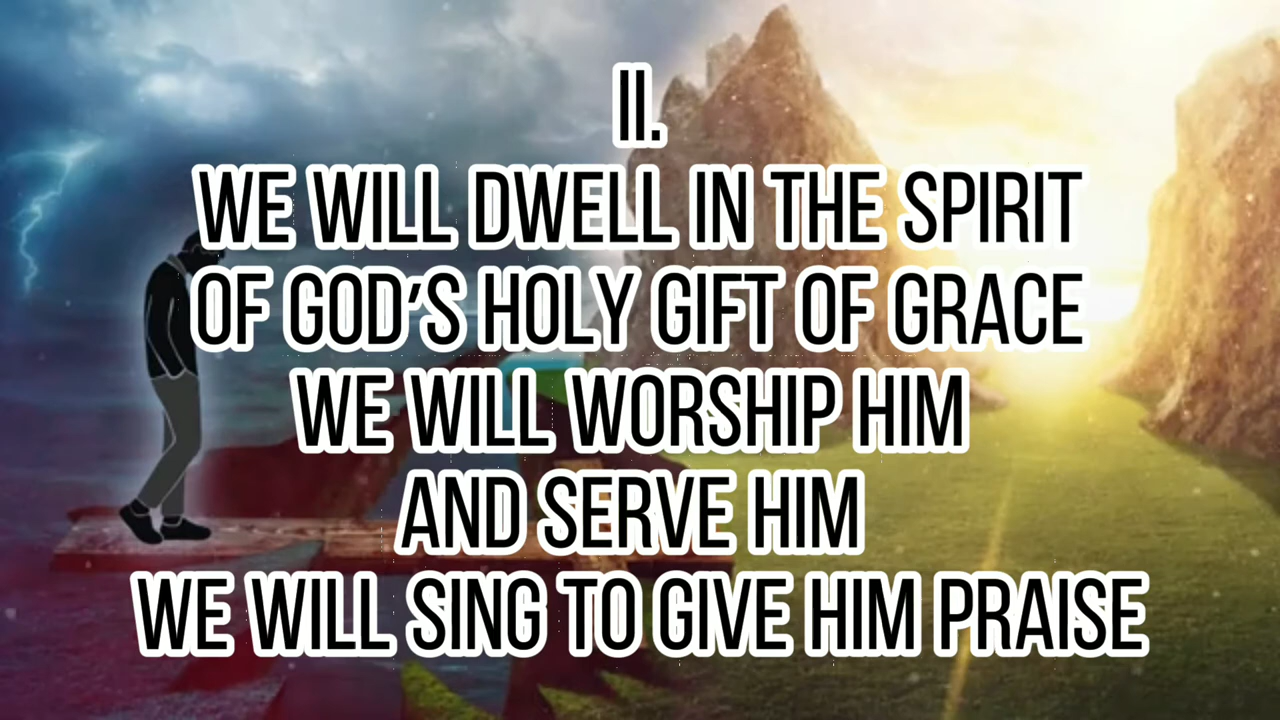 II.
WE WILL DWELL IN THE SPIRIT
OF GOD'S HOLY GIFT OF GRACE
WE WILL WORSHIP HIM
AND SERVE HIM
WE WILL SING TO GIVE HIM PRAISE